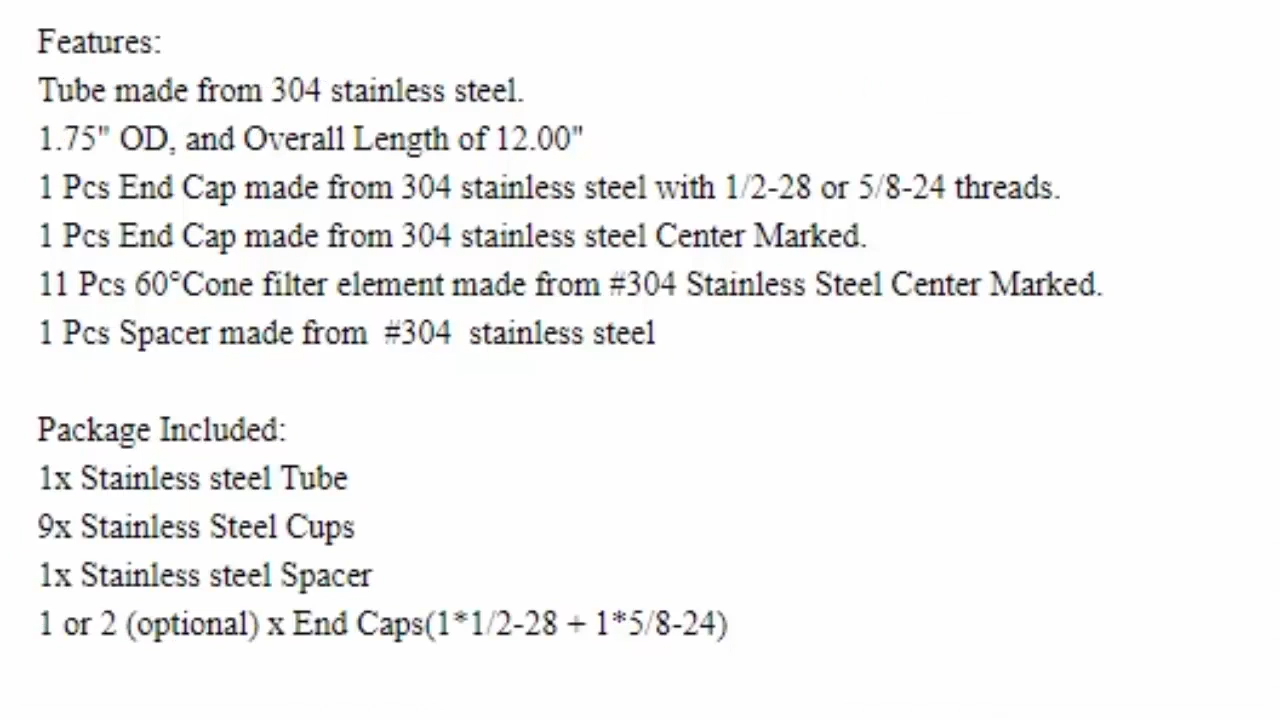 Features:
Tube made from 304 stainless steel.
1.75" OD, and Overall Length of 12.00"
1 Pcs End Cap made from 304 stainless steel with 1/2-28 or 5/8-24 threads.
1 Pcs End Cap made from 304 stainless steel Center Marked.
11 Pcs 60°Cone filter element made from #304 Stainless Steel Center Marked.
1 Pcs Spacer made from  #304  stainless steel
Package Included:
1x Stainless steel Tube
9x Stainless Steel Cups
1x Stainless steel Spacer
1 or 2 (optional) x End Caps(1*1/2-28 + 1*5/8-24)